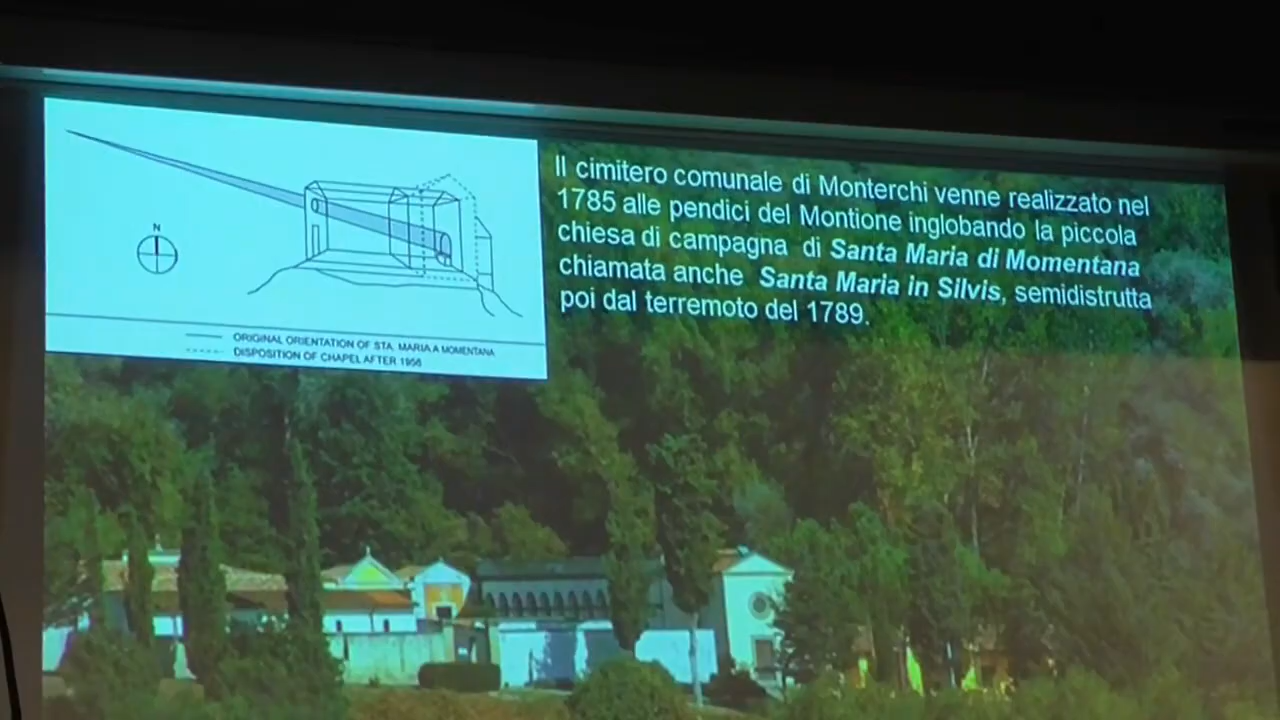 N
ORIGINAL ORIENTATION OF STA. MARIA A MOMENTANA
DISPOSITION OF CHAPEL AFTER 1956
Il cimitero comunale di Monterchi venne realizzato nel
1785 alle pendici del Montione inglobando la piccola
chiesa di campagna di Santa Maria di Momentana
chiamata anche Santa Maria in Silvis, semidistrutta
poi dal terremoto del 1789.